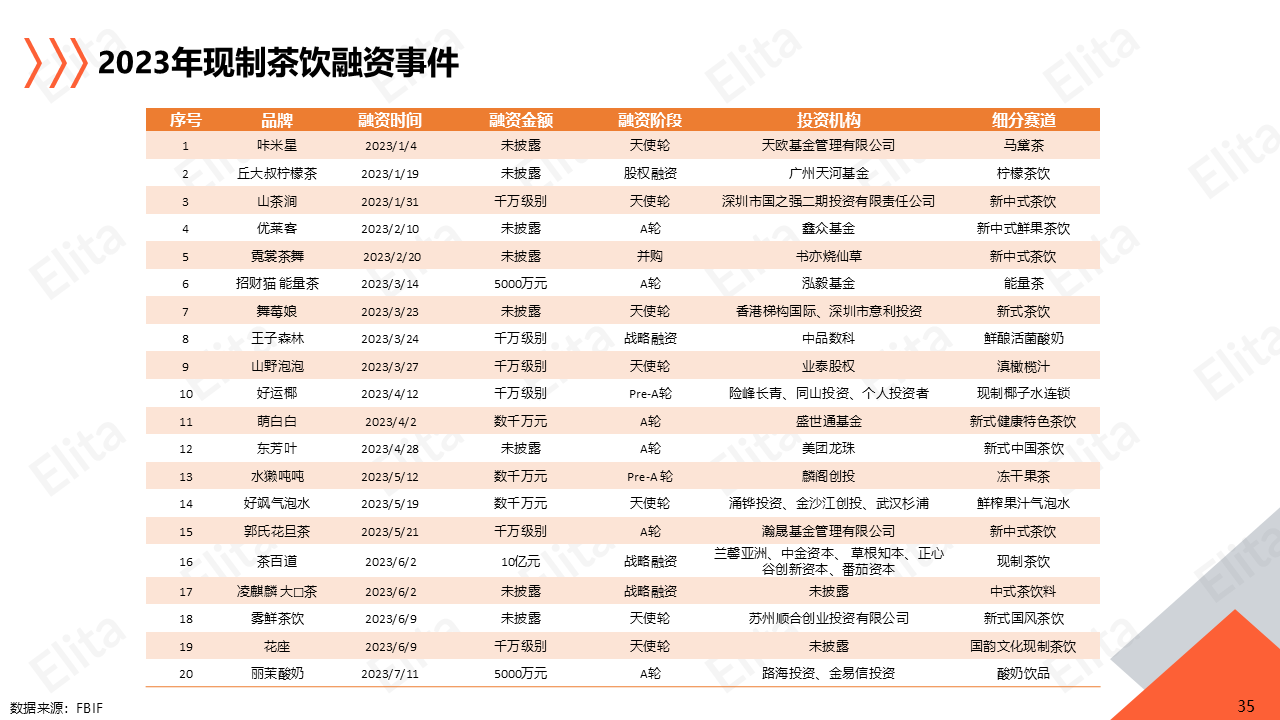 2023年现制茶饮融资事件
序号 品牌 融资时间 融资金额 融资阶段 投资机构 细分赛道
1 咔米星 2023/1/4 未披露 天使轮 天欧基金管理有限公司 马黛茶
2 丘大叔柠檬茶 2023/1/19 未披露 股权融资 广州天河基金 柠檬茶饮
3 山茶涧 2023/1/31 千万级别 天使轮 深圳市国之强二期投资有限责任公司 新中式茶饮
4 优莱客 2023/2/10 未披露 A轮 鑫众基金 新中式鲜果茶饮
5 霓裳茶舞 2023/2/20 未披露 并购 书亦烧仙草 新中式茶饮
6 招财猫 能量茶 2023/3/14 5000万元 A轮 泓毅基金 能量茶
7 舞莓娘 2023/3/23 未披露 天使轮 香港梯构国际、深圳市意利投资 新式茶饮
8 王子森林 2023/3/24 千万级别 战略融资 中品数科 鲜酿活菌酸奶
9 山野泡泡 2023/3/27 千万级别 天使轮 业泰股权 滇橄榄汁
10 好运椰 2023/4/12 千万级别 Pre-A轮 险峰长青、同山投资、个人投资者 现制椰子水连锁
11 萌白白 2023/4/2 数千万元 A轮 盛世通基金 新式健康特色茶饮
12 东芳叶 2023/4/28 未披露 A轮 美团龙珠 新式中国茶饮
13 水獭吨吨 2023/5/12 数千万元 Pre-A 轮 麟阁创投 冻干果茶
14 好飒气泡水 2023/5/19 数千万元 天使轮 涌铧投资、金沙江创投、武汉杉浦 鲜榨果汁气泡水
15 郭氏花旦茶 2023/5/21 千万级别 A轮 瀚晟基金管理有限公司 新中式茶饮
16 茶百道 2023/6/2 10亿元 战略融资 兰馨亚洲、中金资本、 草根知本、正心
谷创新资本、番茄资本 现制茶饮
17 凌麒麟 大□茶 2023/6/2 未披露 战略融资 未披露 中式茶饮料
18 雾鲜茶饮 2023/6/9 未披露 天使轮 苏州顺合创业投资有限公司 新式国风茶饮
19 花座 2023/6/9 千万级别 天使轮 未披露 国韵文化现制茶饮
20 丽茉酸奶 2023/7/11 5000万元 A轮 路海投资、金易信投资 酸奶饮品
数据来源：FBIF
35
Elita